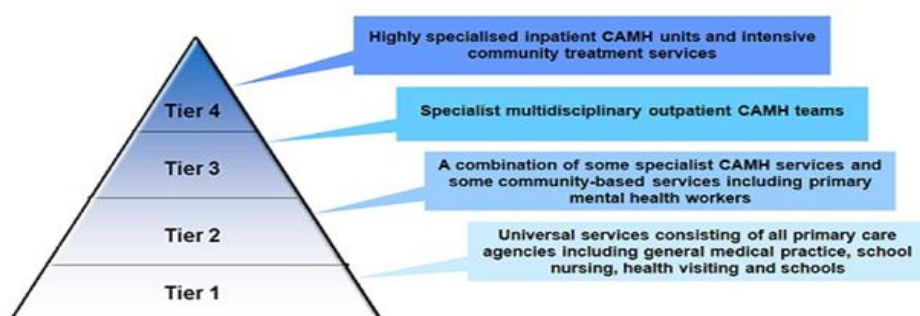 Highly specialised inpatient CAMH units and intensive
community treatment services
Tier 4
Specialist multidisciplinary outpatient CAMH teams
Tier 3
A combination of some specialist CAMH services and
some community-based services including primary
mental health workers
Tier 2
Universal services consisting of all primary care
agencies including general medical practice, school
nursing, health visiting and schools
Tier 1